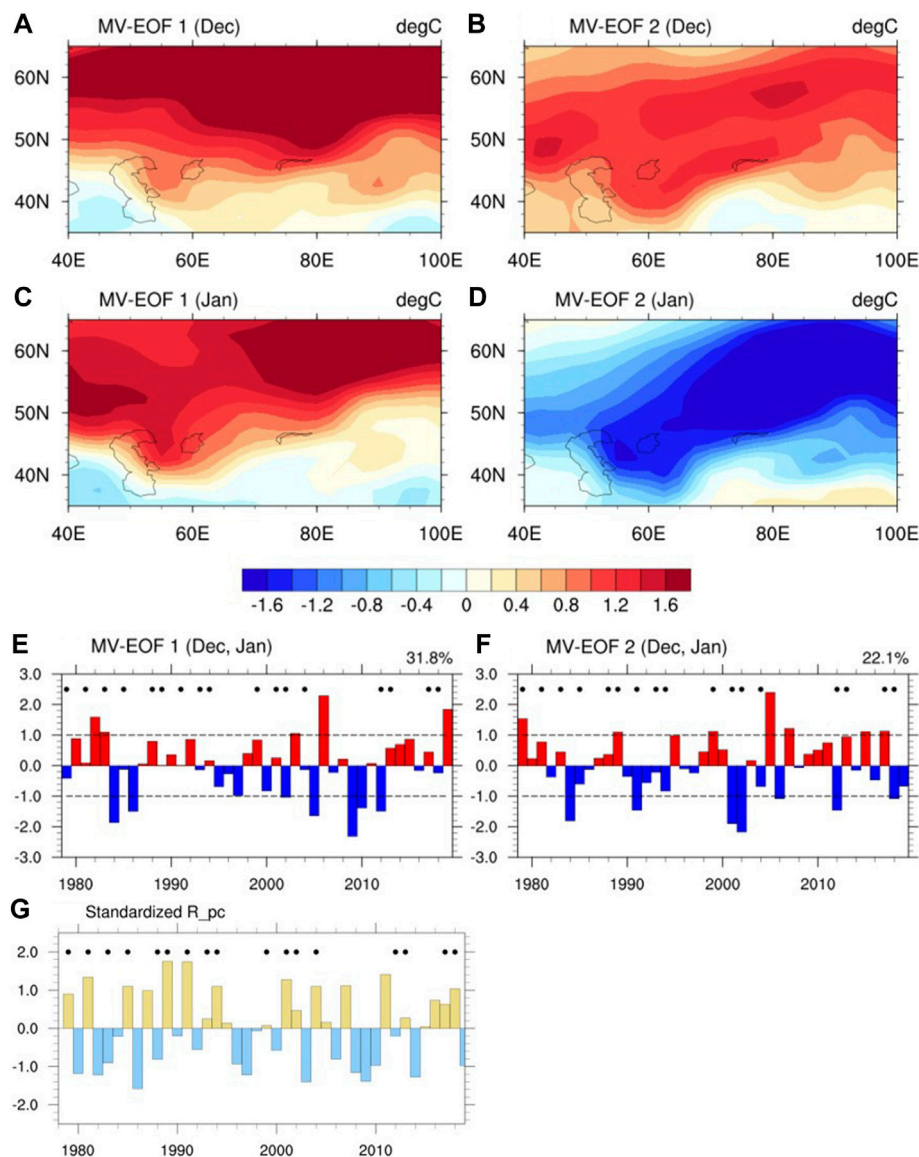 A MV-EOF 1 (Dec) degC
B MV-EOF 2 (Dec) degC
60N
50N
40N
40E 60E 80E 100E
60N
50N
40N
40E 60E 80E 100E
C MV-EOF 1 (Jan) degC
D MV-EOF 2 (Jan) degC
60N
50N
40N
40E 60E 80E 100E
60N
50N
40N
40E 60E 80E 100E
-1.6 -1.2 -0.8 -0.4 0 0.4 0.8 1.2 1.6
E MV-EOF 1 (Dec, Jan) 31.8%
3.0
2.0
1.0
0.0
-1.0
-2.0
-3.0
1980 1990 2000 2010
F MV-EOF 2 (Dec, Jan) 22.1%
3.0
2.0
1.0
0.0
-1.0
-2.0
-3.0
1980 1990 2000 2010
G Standardized R_pc
2.0
1.0
0.0
-1.0
-2.0
1980 1990 2000 2010